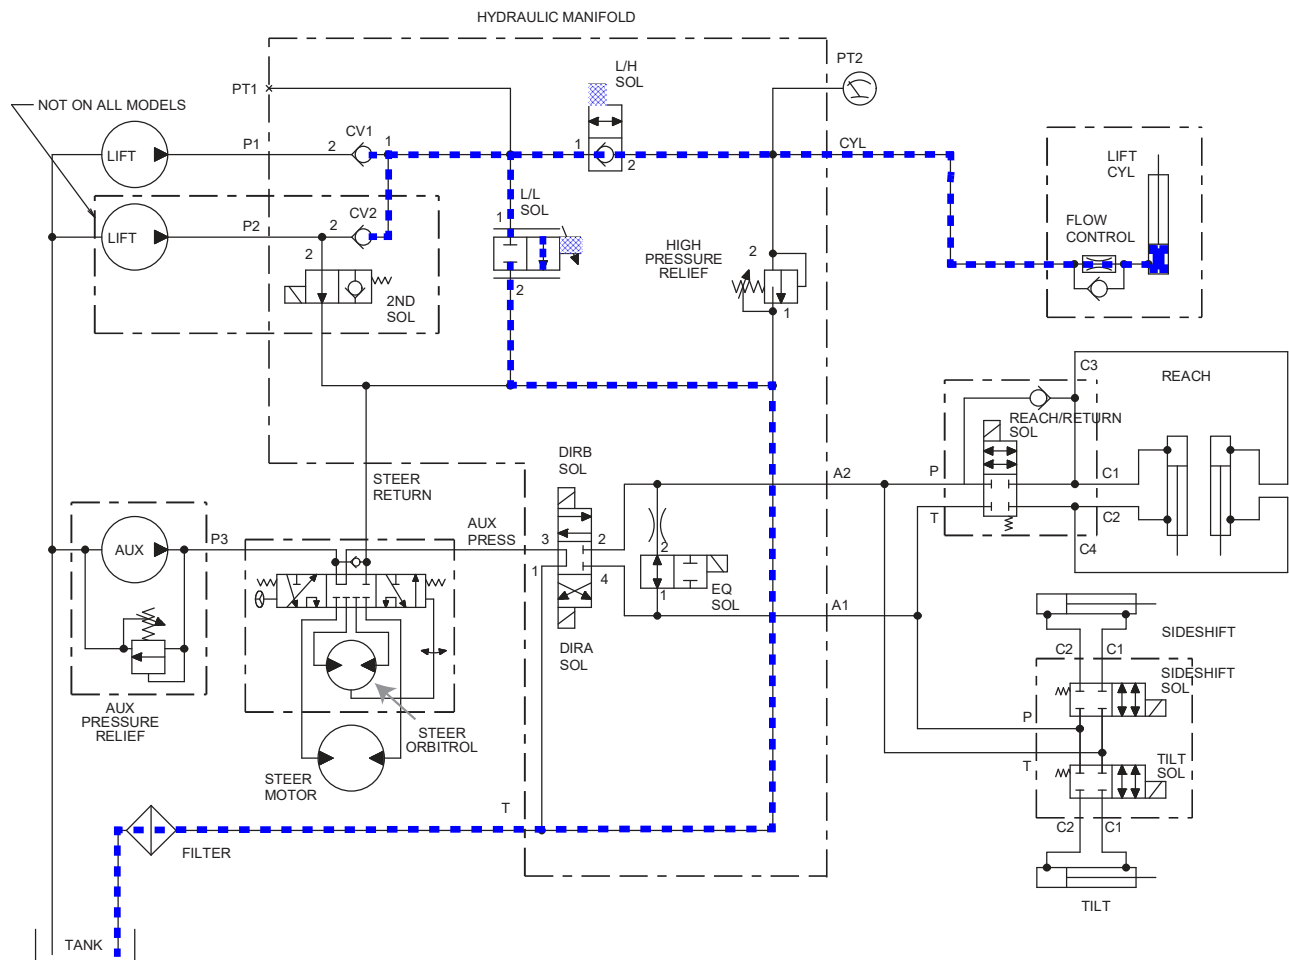 HYDRAULIC MANIFOLD
PT2
L/H
SOL
PT1
NOT ON ALL MODELS
CV1
1
P1
2
LIFT
1
2
CYL
LIFT
CYL
L/L
SOL
CV2
P2
2
LIFT
1
FLOW
CONTROL
HIGH
PRESSURE
RELIEF
2
2
2
2ND
SOL
1
C3
REACH
REACH/RETURN
SOL
DIRB
SOL
STEER
RETURN
A2
P
C1
T
C2
AUX
PRESS
P3
3
2
AUX
2
C4
1
4
EQ
SOL
1
A1
DIRA
SOL
SIDESHIFT
C2
C1
SIDESHIFT
SOL
AUX
PRESSURE
RELIEF
STEER
ORBITROL
P
T
TILT
SOL
STEER
MOTOR
T
C2
C1
FILTER
TILT
TANK